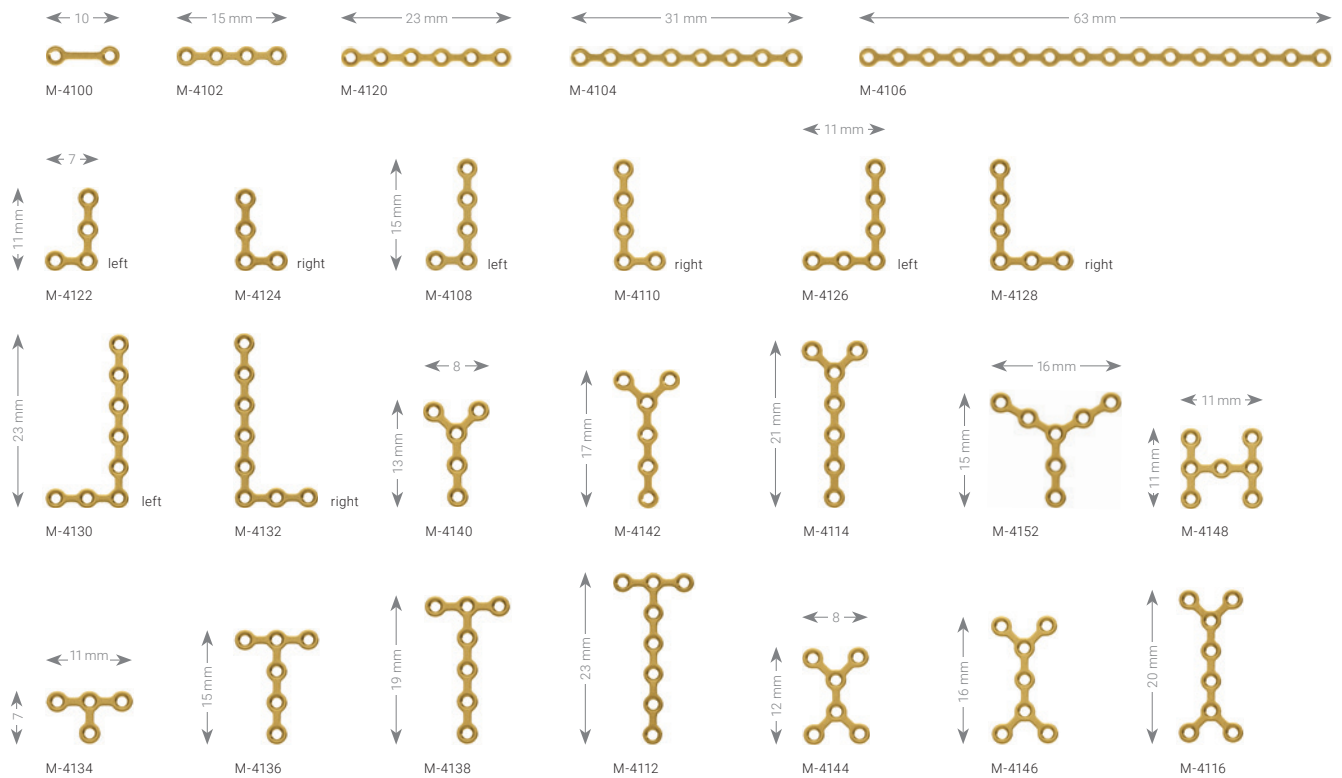 10
15 mm
23 mm
31 mm
63 mm
M-4100
M-4102
M-4120
M-4104
M-4106
7
11 mm
11 mm
left
right
15 mm
left
right
left
right
M-4122
M-4124
M-4108
M-4110
M-4126
M-4128
23 mm
left
right
8
13 mm
17 mm
21 mm
16 mm
15 mm
11 mm
11 mm
M-4130
M-4132
M-4140
M-4142
M-4114
M-4152
M-4148
11 mm
7
15 mm
19 mm
23 mm
8
12 mm
16 mm
20 mm
M-4134
M-4136
M-4138
M-4112
M-4144
M-4146
M-4116